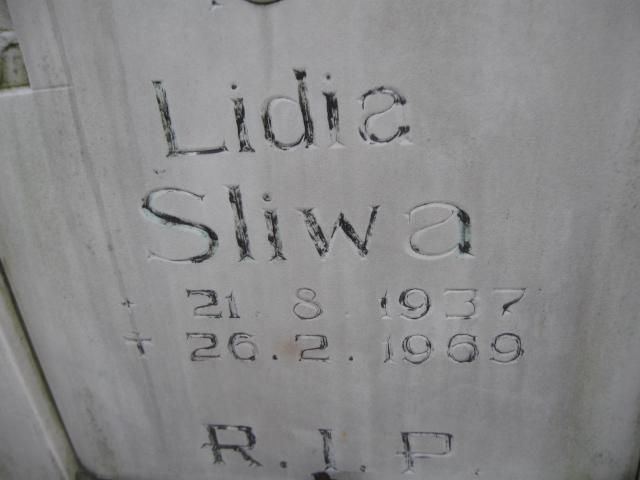 Lidia
Sliwa
* 21. 8. 1937
+ 26. 2. 1969
R. I. P.